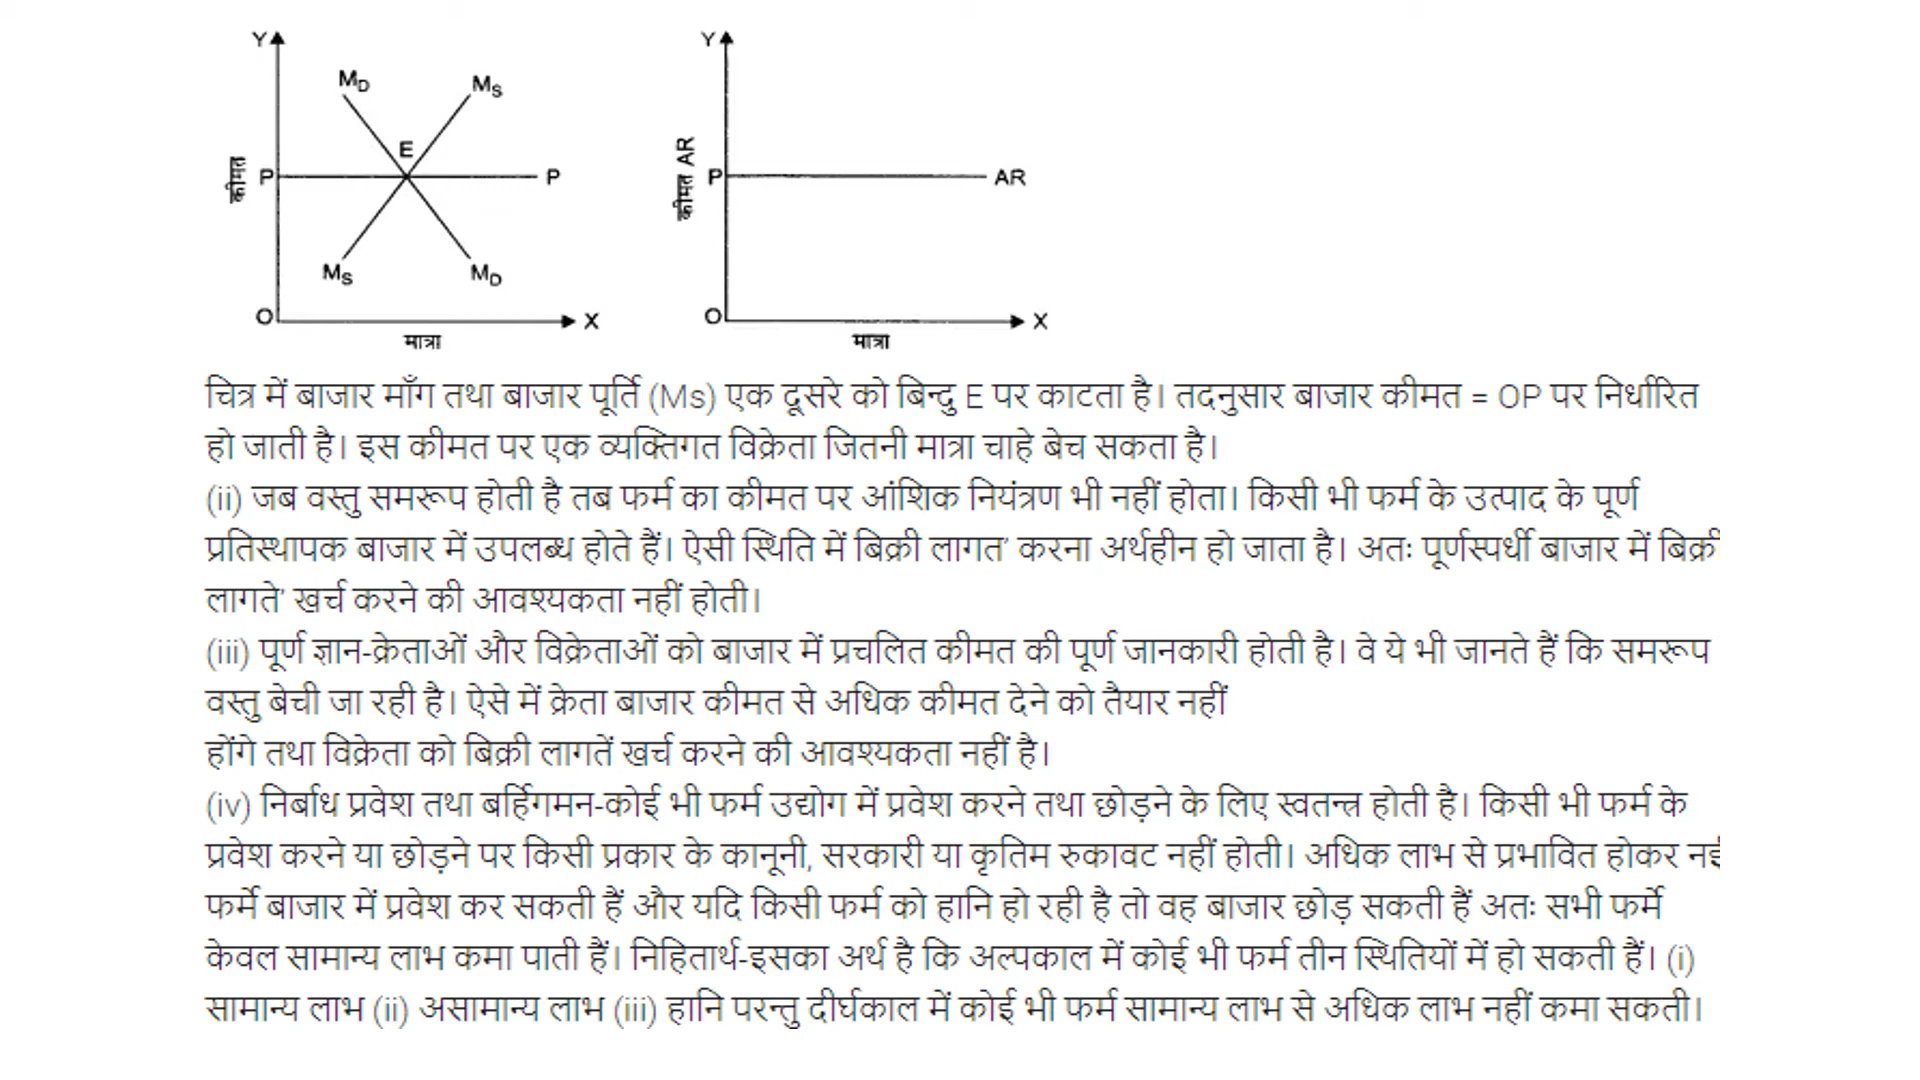 Y
M_D
M_S
E
कीमत
P
P
M_S
M_D
O
X
मात्रा
Y
कीमत AR
P
AR
O
X
मात्रा
चित्र में बाजार माँग तथा बाजार पूर्ति (Ms) एक दूसरे को बिन्दु E पर काटता है। तदनुसार बाजार कीमत = OP पर निर्धारित
हो जाती है। इस कीमत पर एक व्यक्तिगत विक्रेता जितनी मात्रा चाहे बेच सकता है।
(ii) जब वस्तु समरूप होती है तब फर्म का कीमत पर आंशिक नियंत्रण भी नहीं होता। किसी भी फर्म के उत्पाद के पूर्ण
प्रतिस्थापक बाजार में उपलब्ध होते हैं। ऐसी स्थिति में बिक्री लागत’ करना अर्थहीन हो जाता है। अतः पूर्णस्पर्धी बाजार में बिक्री
लागते’ खर्च करने की आवश्यकता नहीं होती।
(iii) पूर्ण ज्ञान-क्रेताओं और विक्रेताओं को बाजार में प्रचलित कीमत की पूर्ण जानकारी होती है। वे ये भी जानते हैं कि समरूप
वस्तु बेची जा रही है। ऐसे में क्रेता बाजार कीमत से अधिक कीमत देने को तैयार नहीं
होंगे तथा विक्रेता को बिक्री लागतें खर्च करने की आवश्यकता नहीं है।
(iv) निर्बाध प्रवेश तथा बर्हिगमन-कोई भी फर्म उद्योग में प्रवेश करने तथा छोड़ने के लिए स्वतन्त्र होती है। किसी भी फर्म के
प्रवेश करने या छोड़ने पर किसी प्रकार के कानूनी, सरकारी या कृतिम रुकावट नहीं होती। अधिक लाभ से प्रभावित होकर नई
फर्मे बाजार में प्रवेश कर सकती हैं और यदि किसी फर्म को हानि हो रही है तो वह बाजार छोड़ सकती हैं अतः सभी फर्मे
केवल सामान्य लाभ कमा पाती हैं। निहितार्थ-इसका अर्थ है कि अल्पकाल में कोई भी फर्म तीन स्थितियों में हो सकती हैं। (i)
सामान्य लाभ (ii) असामान्य लाभ (iii) हानि परन्तु दीर्घकाल में कोई भी फर्म सामान्य लाभ से अधिक लाभ नहीं कमा सकती।